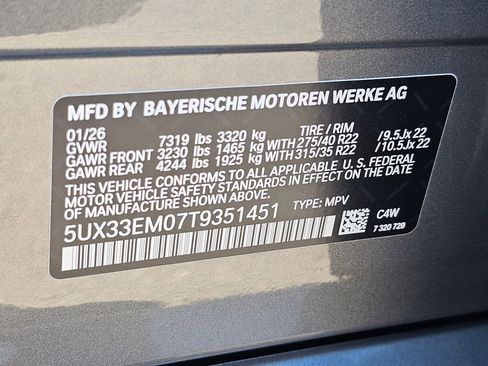 MFD BY BAYERISCHE MOTOREN WERKE AG
01/26 TIRE / RIM
GVWR 7319 lbs 3320 kg
GAWR FRONT 3230 lbs 1465 kg WITH 275/40 R22 / 9.5Jx22
GAWR REAR 4244 lbs 1925 kg WITH 315/35 R22 / 10.5Jx22
THIS VEHICLE CONFORMS TO ALL APPLICABLE U.S. FEDERAL
MOTOR VEHICLE SAFETY STANDARDS IN EFFECT ON THE DATE
OF MANUFACTURE SHOWN ABOVE.
5UX33EM07T9351451 TYPE: MPV
C4W
7 320 729